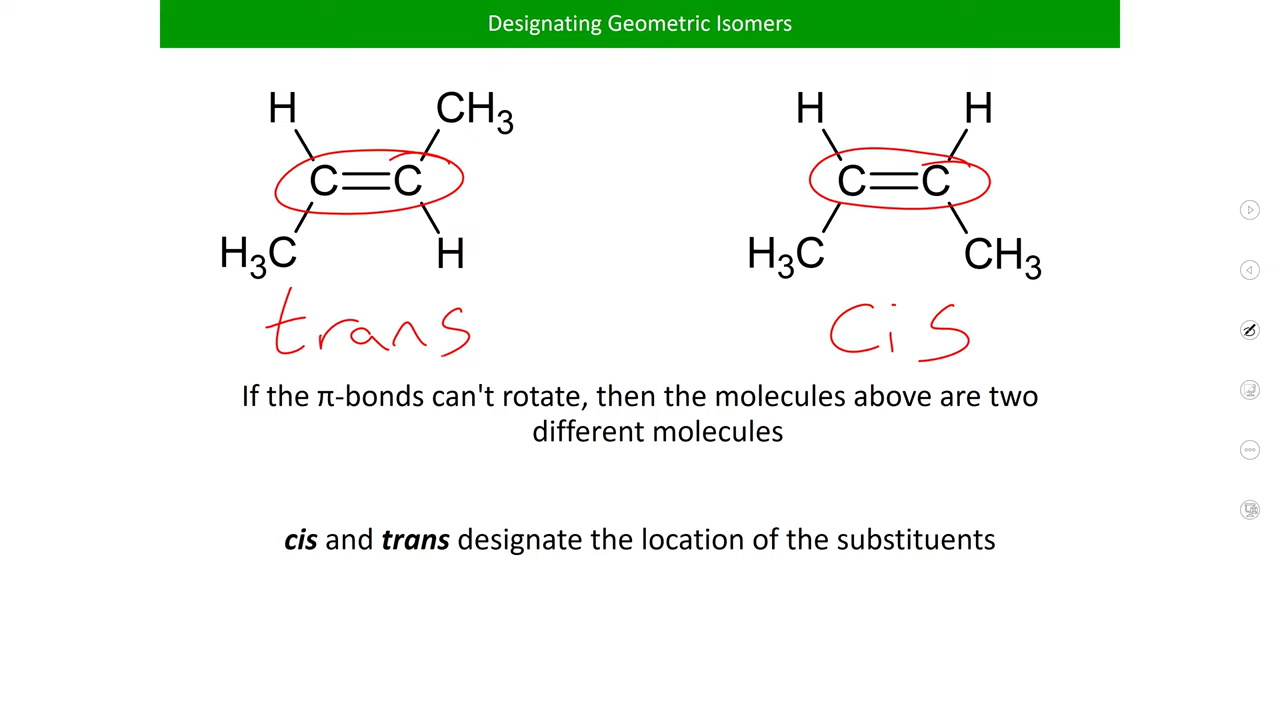 Designating Geometric Isomers
H CH3
C=C
H3C H
H H
C=C
H3C CH3
trans
cis
If the π-bonds can't rotate, then the molecules above are two
different molecules
cis and trans designate the location of the substituents